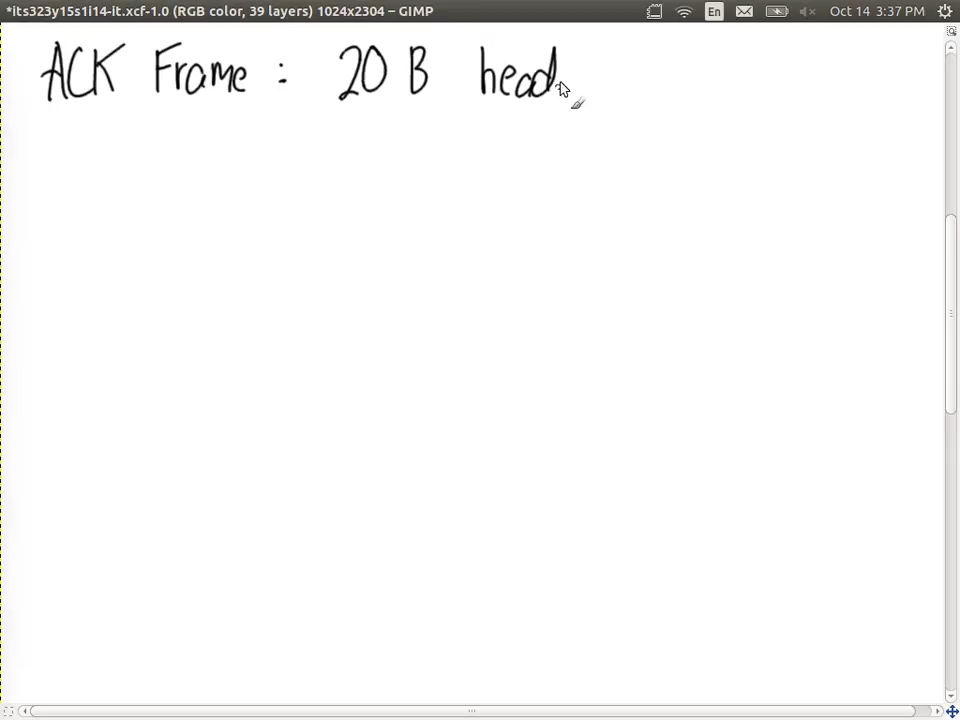 *its323y15s1i14-it.xcf-1.0 (RGB color, 39 layers) 1024x2304 – GIMP
En
Oct 14 3:37 PM
ACK Frame : 20 B head